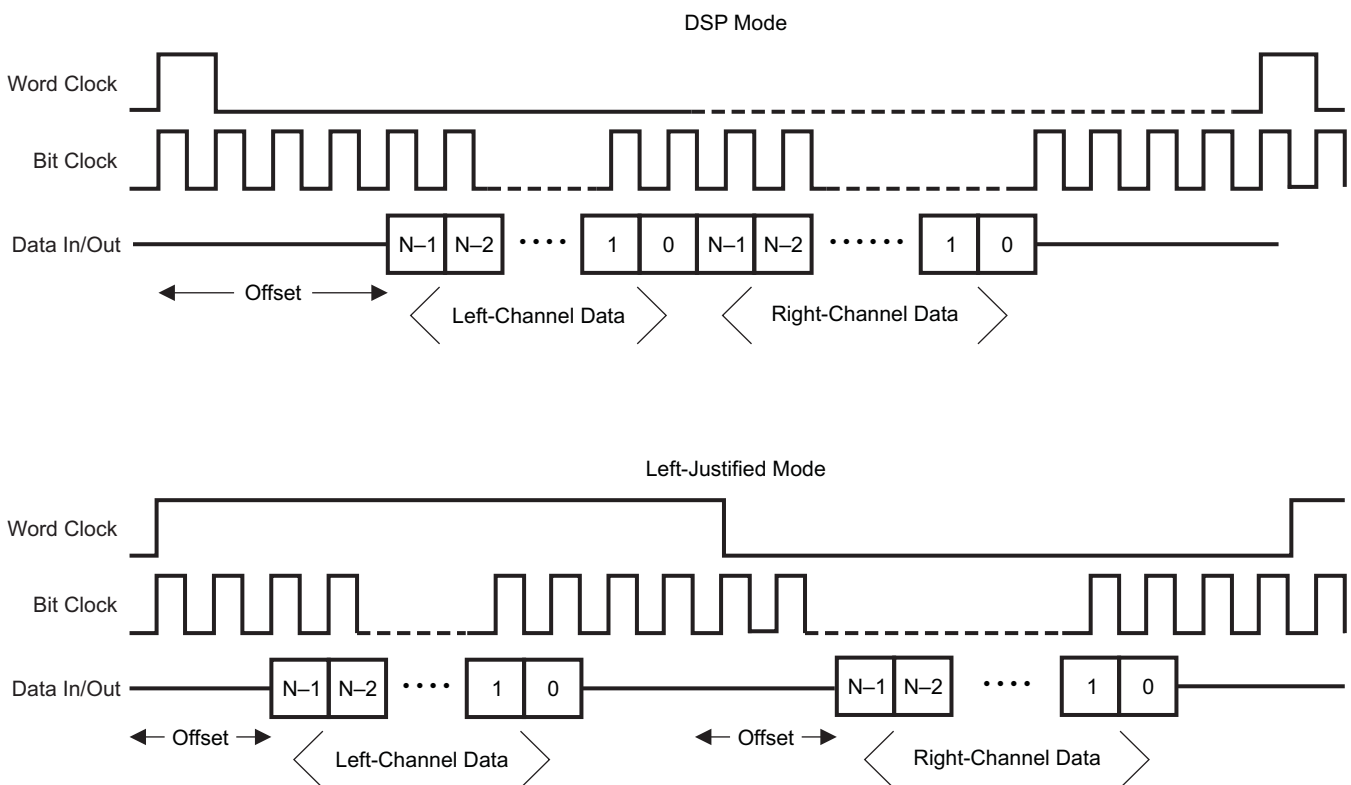 DSP Mode
Word Clock
Bit Clock
Data In/Out N–1 N–2 •••• 1 0 N–1 N–2 •••••• 1 0
Offset
Left-Channel Data Right-Channel Data
Left-Justified Mode
Word Clock
Bit Clock
Data In/Out N–1 N–2 •••• 1 0 N–1 N–2 •••• 1 0
Offset Offset
Left-Channel Data Right-Channel Data